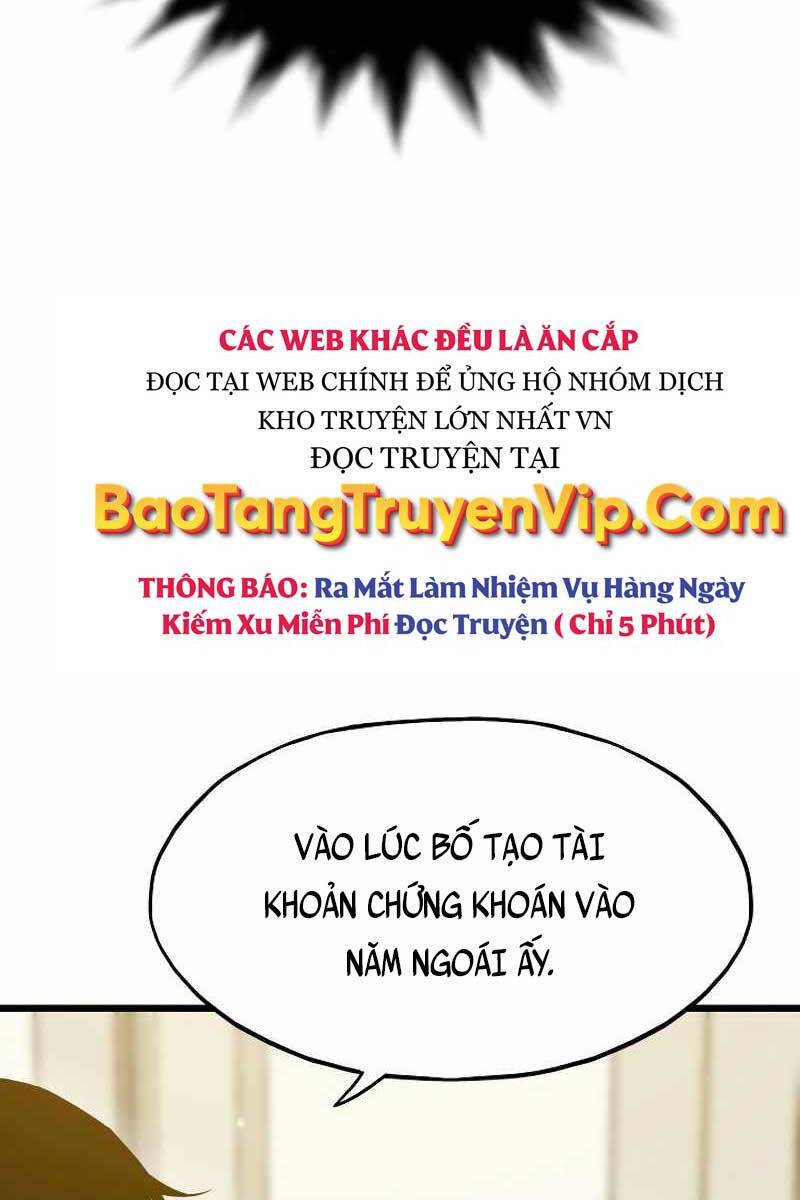 CÁC WEB KHÁC ĐỀU LÀ ĂN CẮP
ĐỌC TẠI WEB CHÍNH ĐỂ ỦNG HỘ NHÓM DỊCH
KHO TRUYỆN LỚN NHẤT VN
ĐỌC TRUYỆN TẠI
BaoTangTruyenVip.Com
THÔNG BÁO: Ra Mắt Làm Nhiệm Vụ Hàng Ngày
Kiếm Xu Miễn Phí Đọc Truyện ( Chỉ 5 Phút)
VÀO LÚC BỐ TẠO TÀI
KHOẢN CHỨNG KHOÁN VÀO
NĂM NGOÁI ẤY.